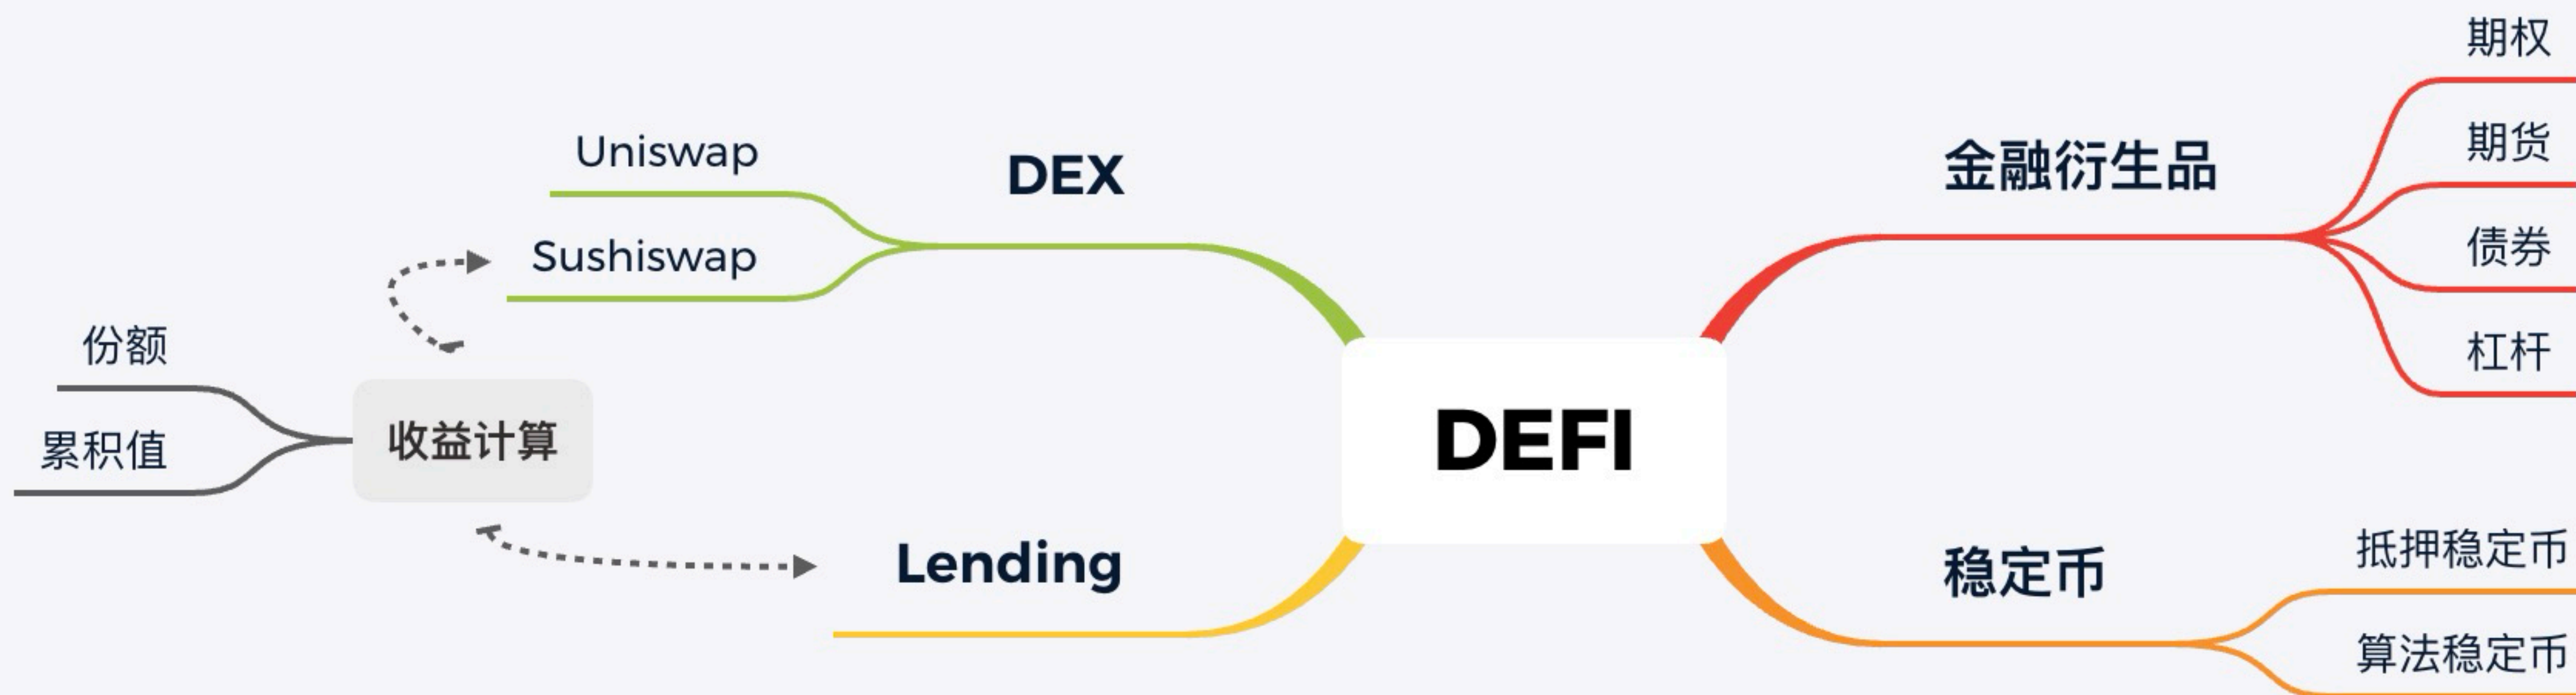 期权
期货
债券
杠杆
金融衍生品
DEX
Uniswap
Sushiswap
份额
累积值
收益计算
DEFI
Lending
稳定币
抵押稳定币
算法稳定币